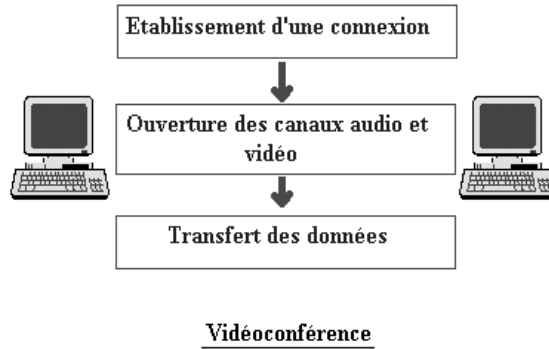 Etablissement d'une connexion
Ouverture des canaux audio et
vidéo
Transfert des données
Vidéoconférence